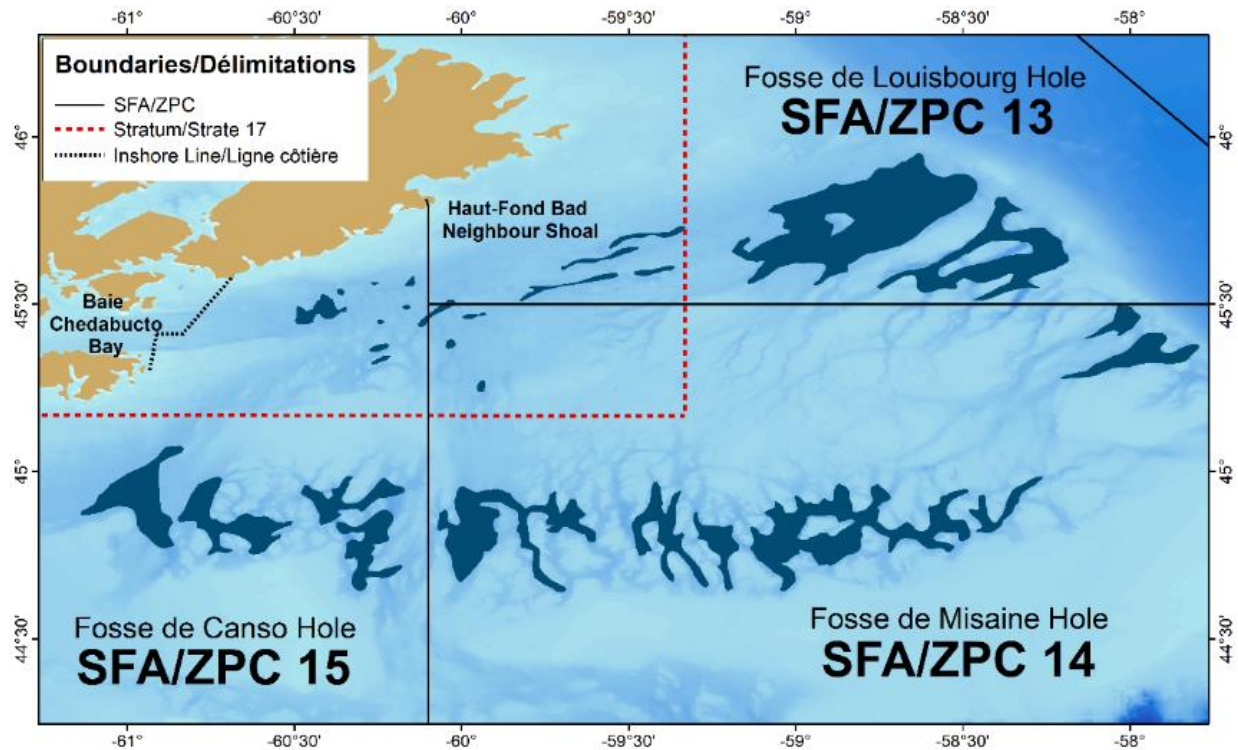 -61° -60°30' -60° -59°30' -59° -58°30' -58°
Boundaries/Délimitations
SFA/ZPC
Stratum/Strate 17
Inshore Line/Ligne côtière
Fosse de Louisbourg Hole
SFA/ZPC 13
46° 46°
Haut-Fond Bad
Neighbour Shoal
45°30' 45°30'
Baie
Chedabucto
Bay
45° 45°
Fosse de Canso Hole
SFA/ZPC 15
Fosse de Misaine Hole
SFA/ZPC 14
44°30' 44°30'
-61° -60°30' -60° -59°30' -59° -58°30' -58°